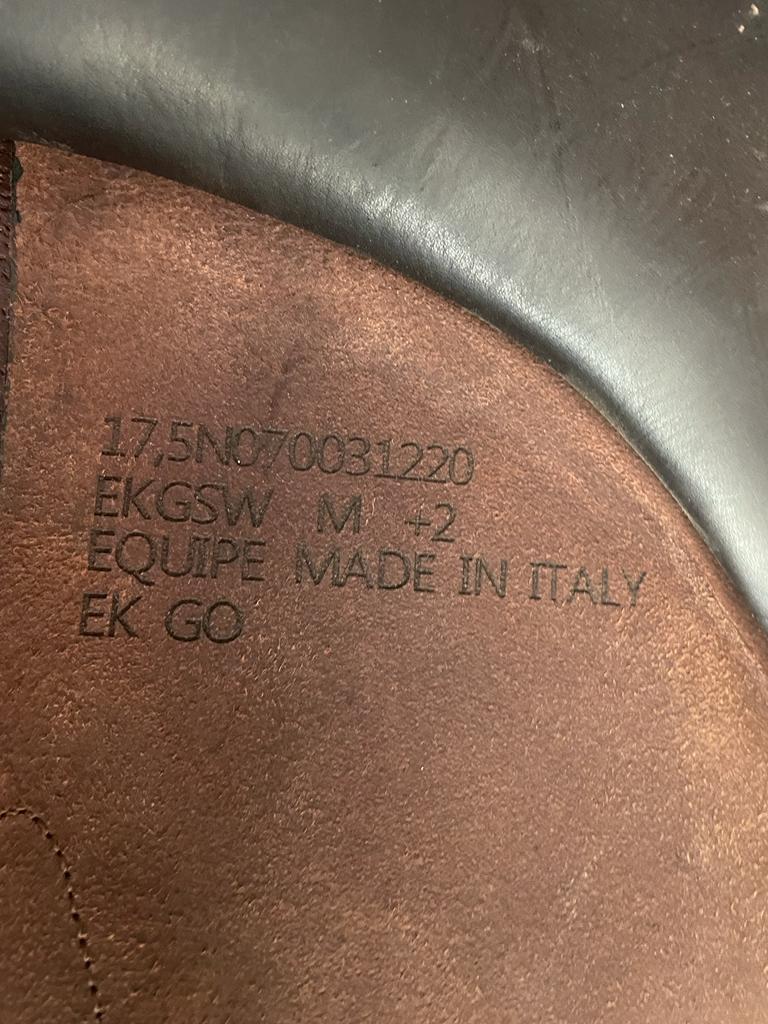 17,5N070031220
EKGSW M +2
EQUIPE MADE IN ITALY
EK GO